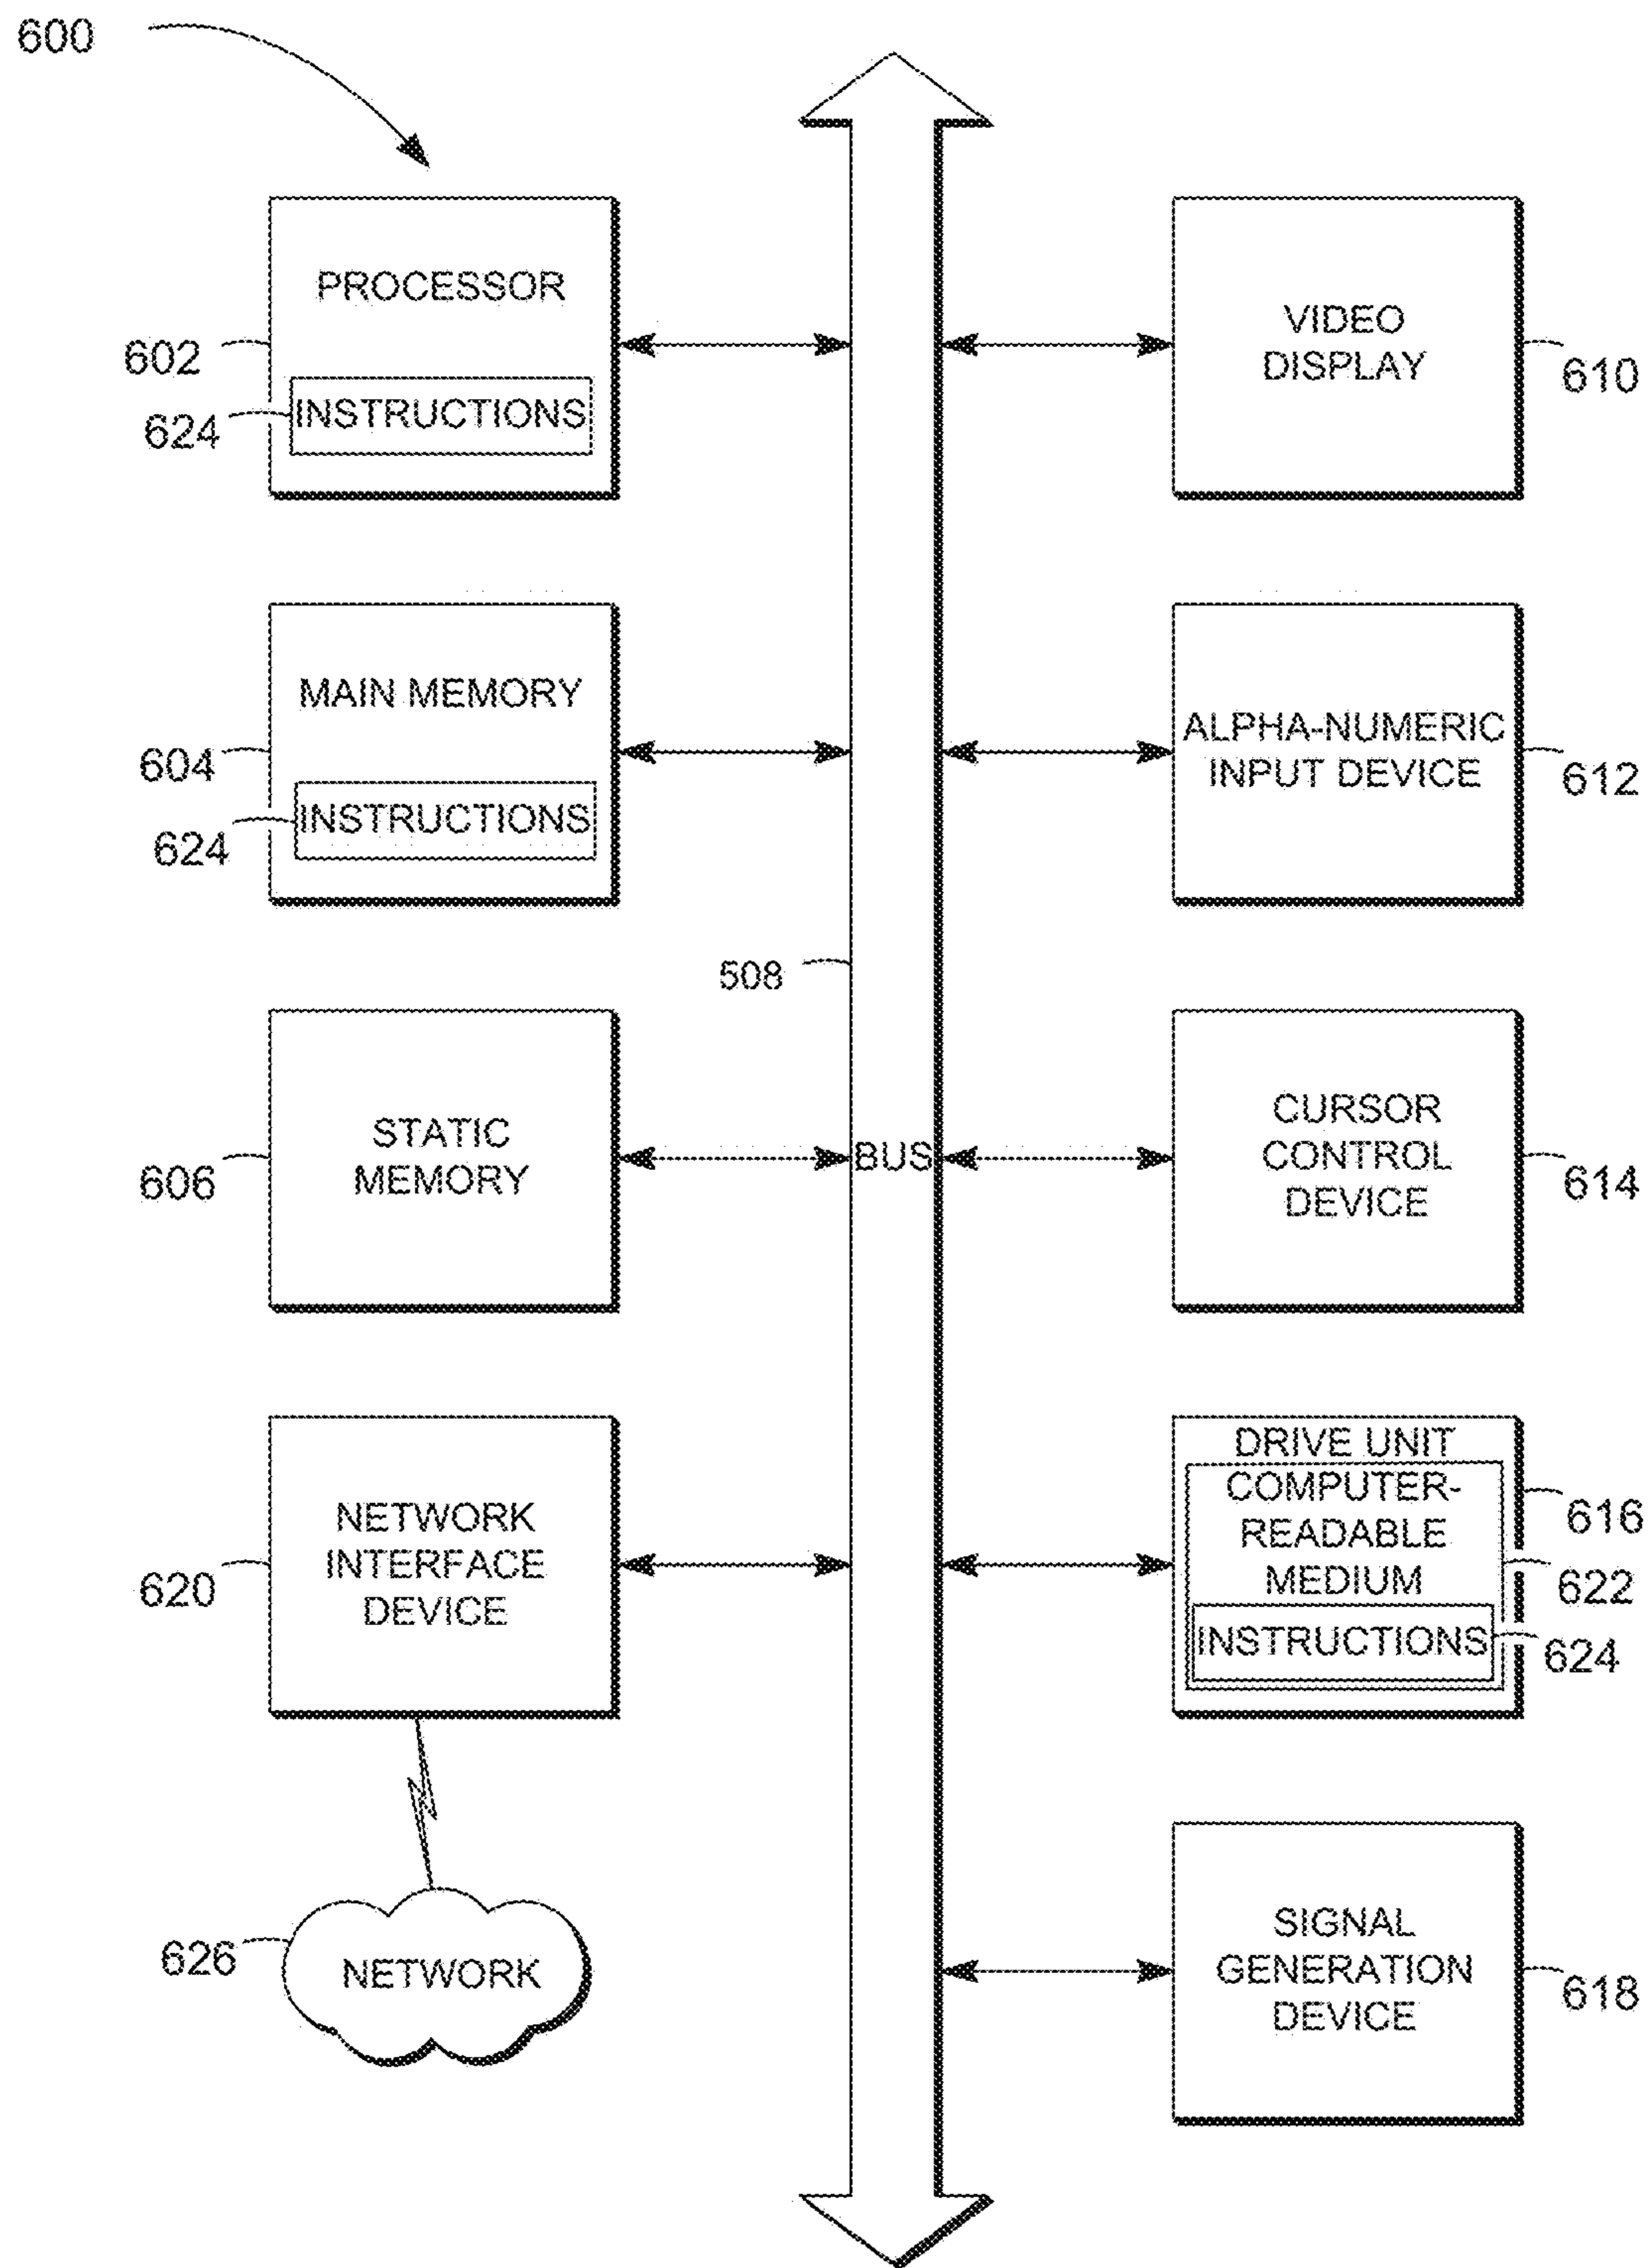 600
PROCESSOR
602
INSTRUCTIONS
624
MAIN MEMORY
604
INSTRUCTIONS
624
508
STATIC
MEMORY
606
BUS
NETWORK
INTERFACE
DEVICE
620
NETWORK
626
VIDEO
DISPLAY
610
ALPHA-NUMERIC
INPUT DEVICE
612
CURSOR
CONTROL
DEVICE
614
DRIVE UNIT
COMPUTER-
READABLE
MEDIUM
616
622
INSTRUCTIONS
624
SIGNAL
GENERATION
DEVICE
618